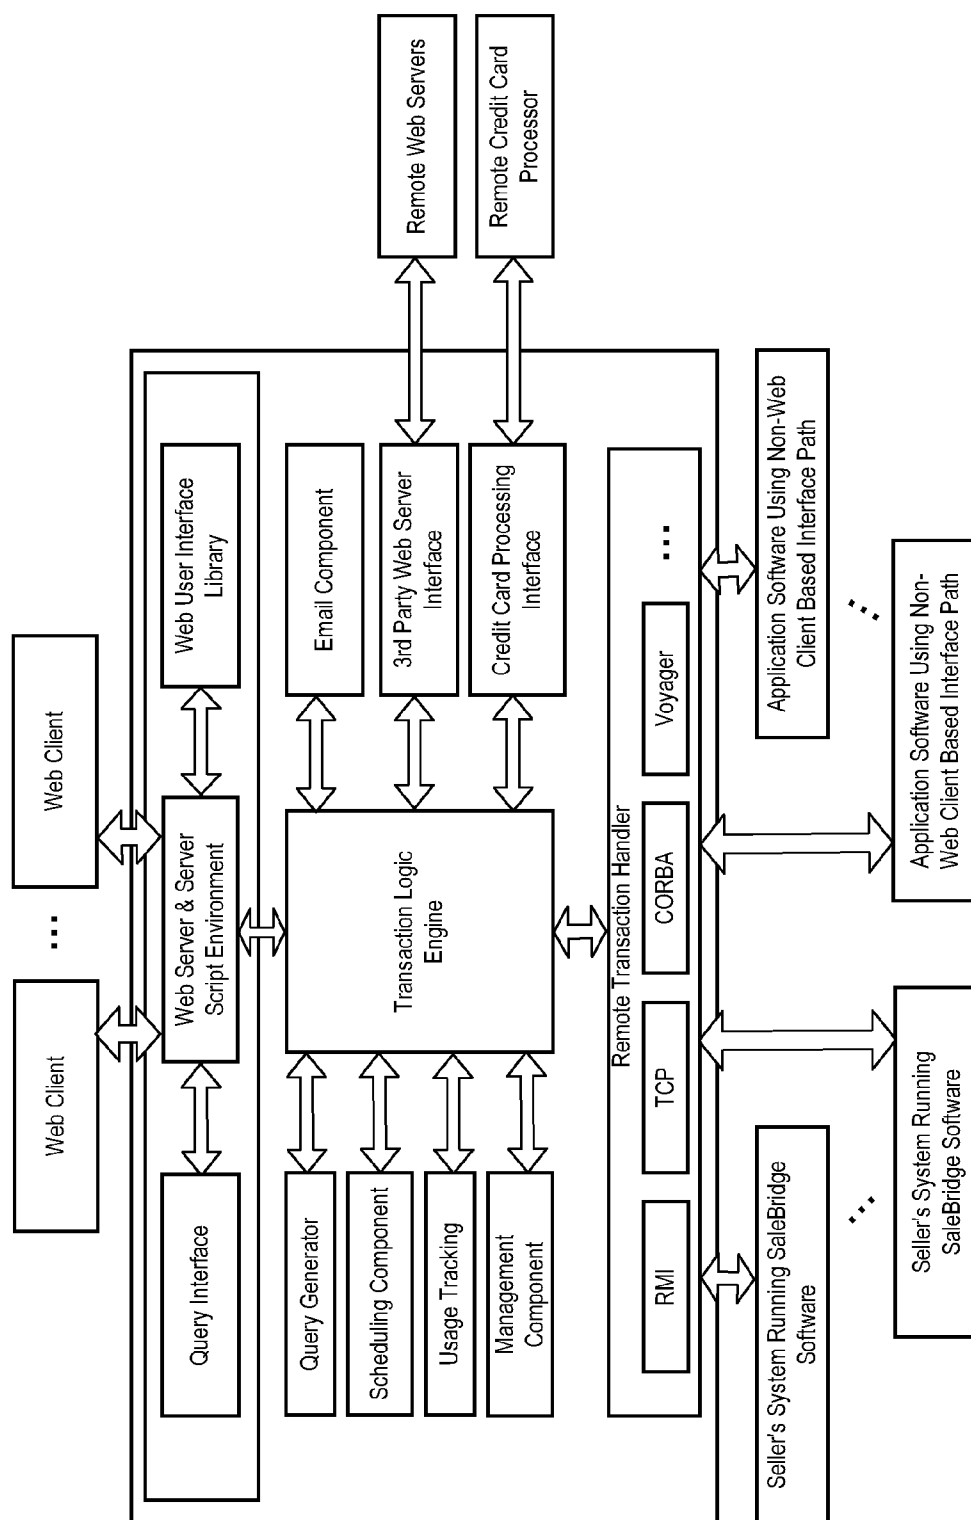 Web Client
...
Web Client
Query Interface
Web Server & Server
Script Environment
Web User Interface
Library
Query Generator
Scheduling Component
Usage Tracking
Management
Component
Transaction Logic
Engine
Email Component
3rd Party Web Server
Interface
Credit Card Processing
Interface
Remote Web Servers
Remote Credit Card
Processor
Remote Transaction Handler
RMI
TCP
CORBA
Voyager
...
Seller's System Running SaleBridge
Software
...
Seller's System Running
SaleBridge Software
Application Software Using Non-Web
Client Based Interface Path
...
Application Software Using Non-
Web Client Based Interface Path